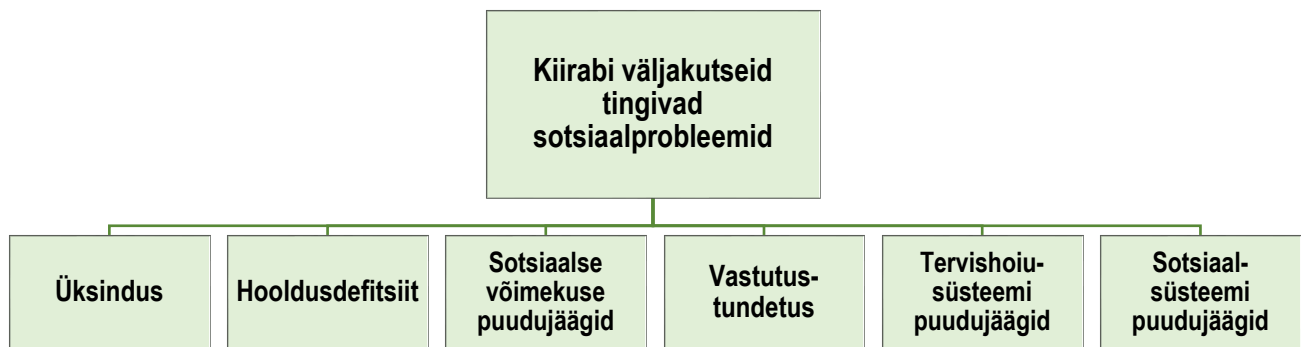 Kiirabi väljakutseid
tingivad
sotsiaalprobleemid
Üksindus
Hooldusdefitsiit
Sotsiaalse
võimekuse
puudujäägid
Vastutus-
tundetus
Tervishoiu-
süsteemi
puudujäägid
Sotsiaal-
süsteemi
puudujäägid